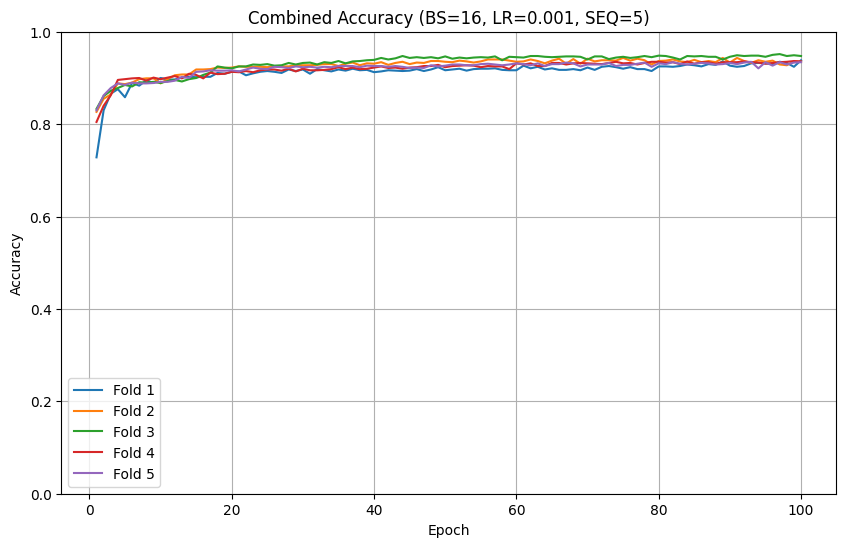 Combined Accuracy (BS=16, LR=0.001, SEQ=5)
1.0
0.8
0.6
0.4
0.2
0.0
Accuracy
Fold 1
Fold 2
Fold 3
Fold 4
Fold 5
0 20 40 60 80 100
Epoch